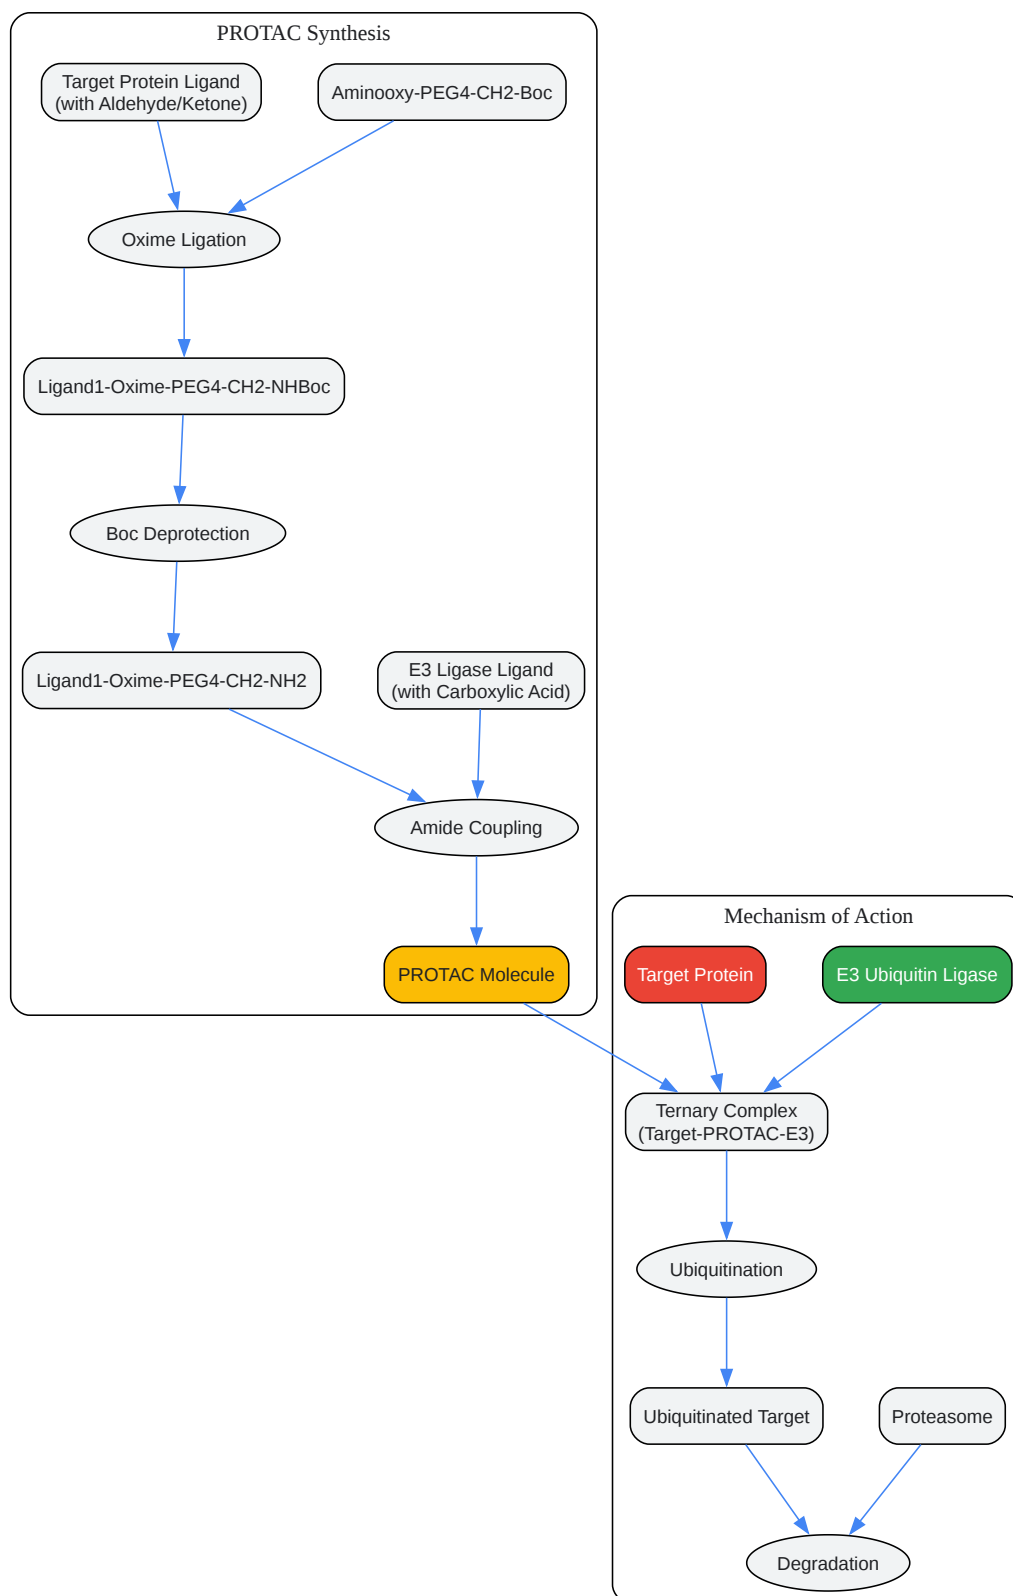 PROTAC Synthesis
Target Protein Ligand
(with Aldehyde/Ketone)
Aminooxy-PEG4-CH2-Boc
Oxime Ligation
Ligand1-Oxime-PEG4-CH2-NHBoc
Boc Deprotection
Ligand1-Oxime-PEG4-CH2-NH2
E3 Ligase Ligand
(with Carboxylic Acid)
Amide Coupling
PROTAC Molecule
Mechanism of Action
Target Protein
E3 Ubiquitin Ligase
Ternary Complex
(Target-PROTAC-E3)
Ubiquitination
Ubiquitinated Target
Proteasome
Degradation